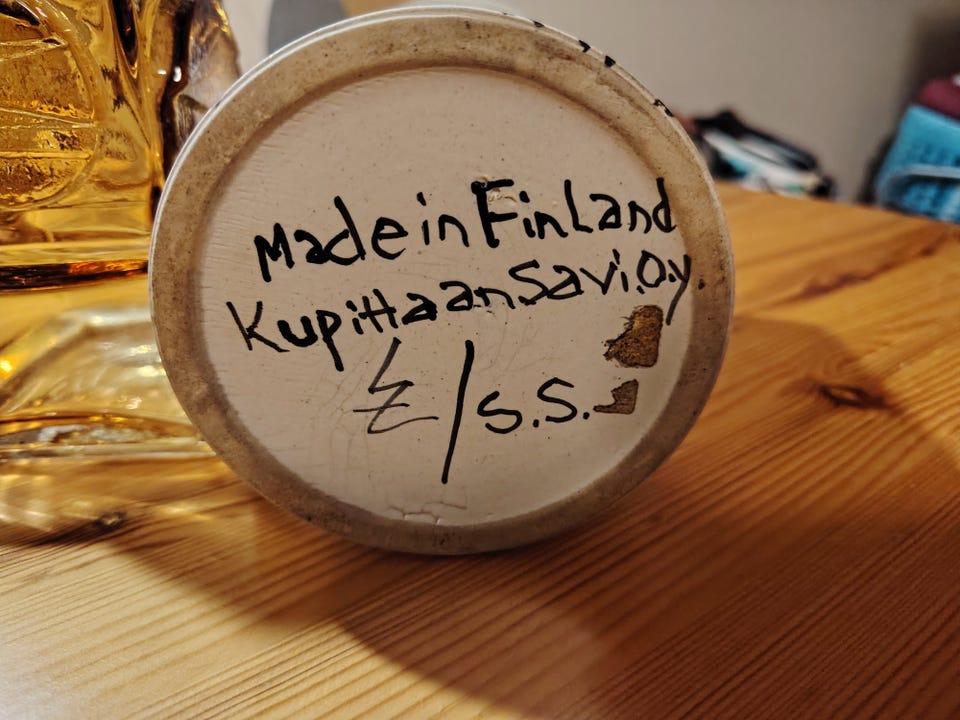 Made in Finland
Kupittaan Savi.O.y.
/s.s.